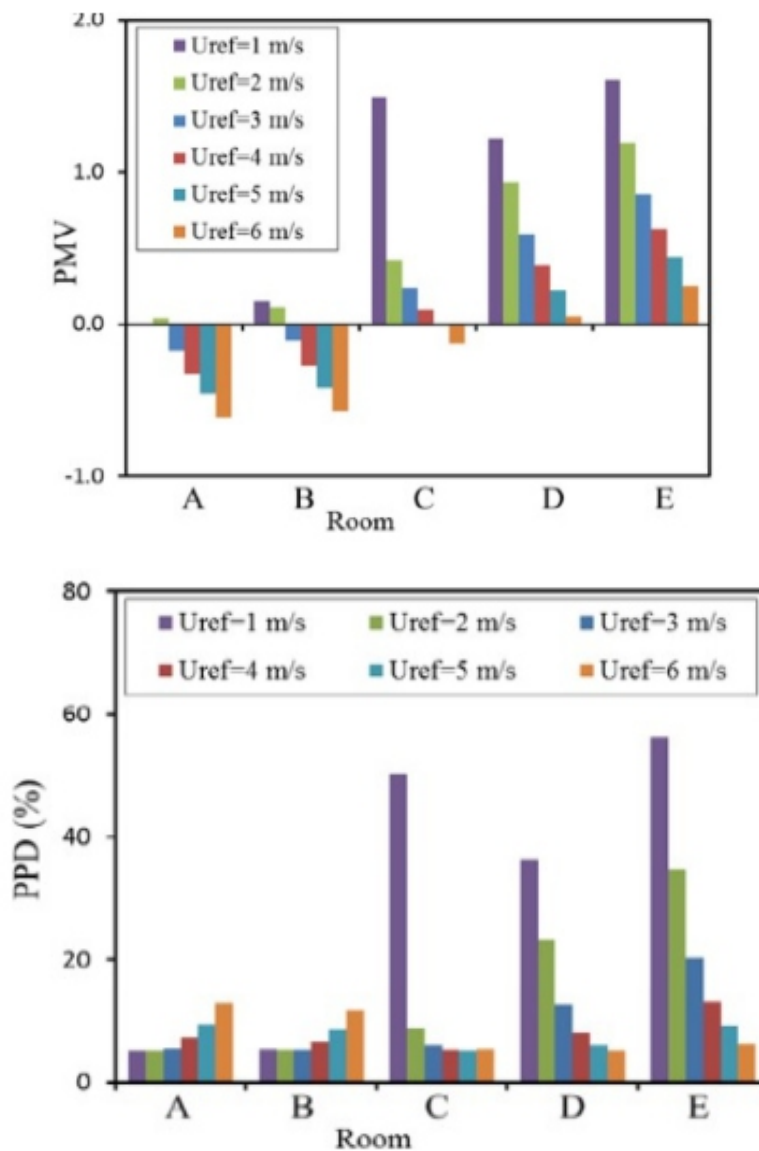 2.0
Uref=1 m/s
Uref=2 m/s
Uref=3 m/s
Uref=4 m/s
Uref=5 m/s
Uref=6 m/s
1.0
PMV
0.0
-1.0
A B C D E
Room
80
Uref=1 m/s Uref=2 m/s Uref=3 m/s
Uref=4 m/s Uref=5 m/s Uref=6 m/s
60
40
PPD (%)
20
0
A B C D E
Room